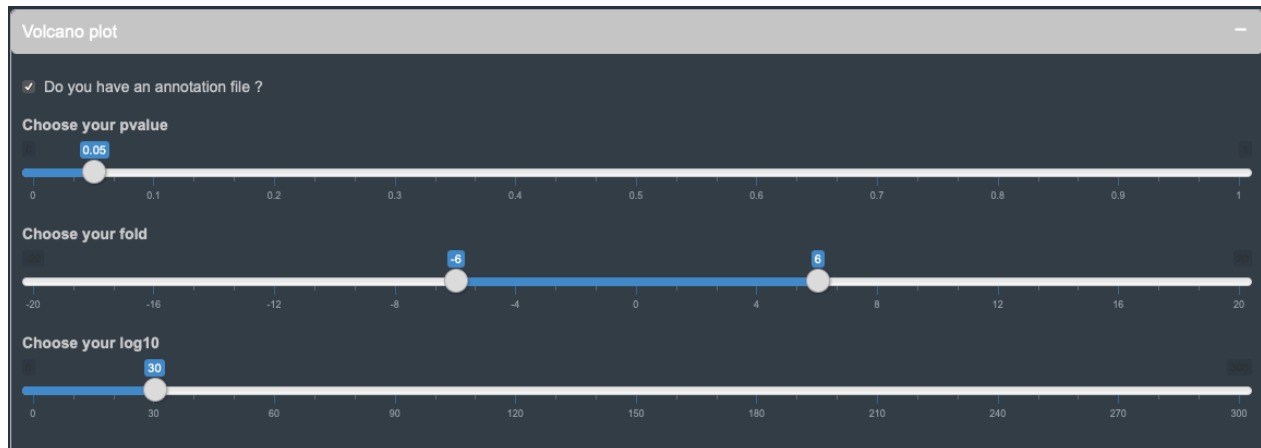 Volcano plot
Do you have an annotation file ?
Choose your pvalue
0.05
0 0.1 0.2 0.3 0.4 0.5 0.6 0.7 0.8 0.9 1
Choose your fold
-6 6
-20 -16 -12 -8 -4 0 4 8 12 16 20
Choose your log10
30
0 30 60 90 120 150 180 210 240 270 300